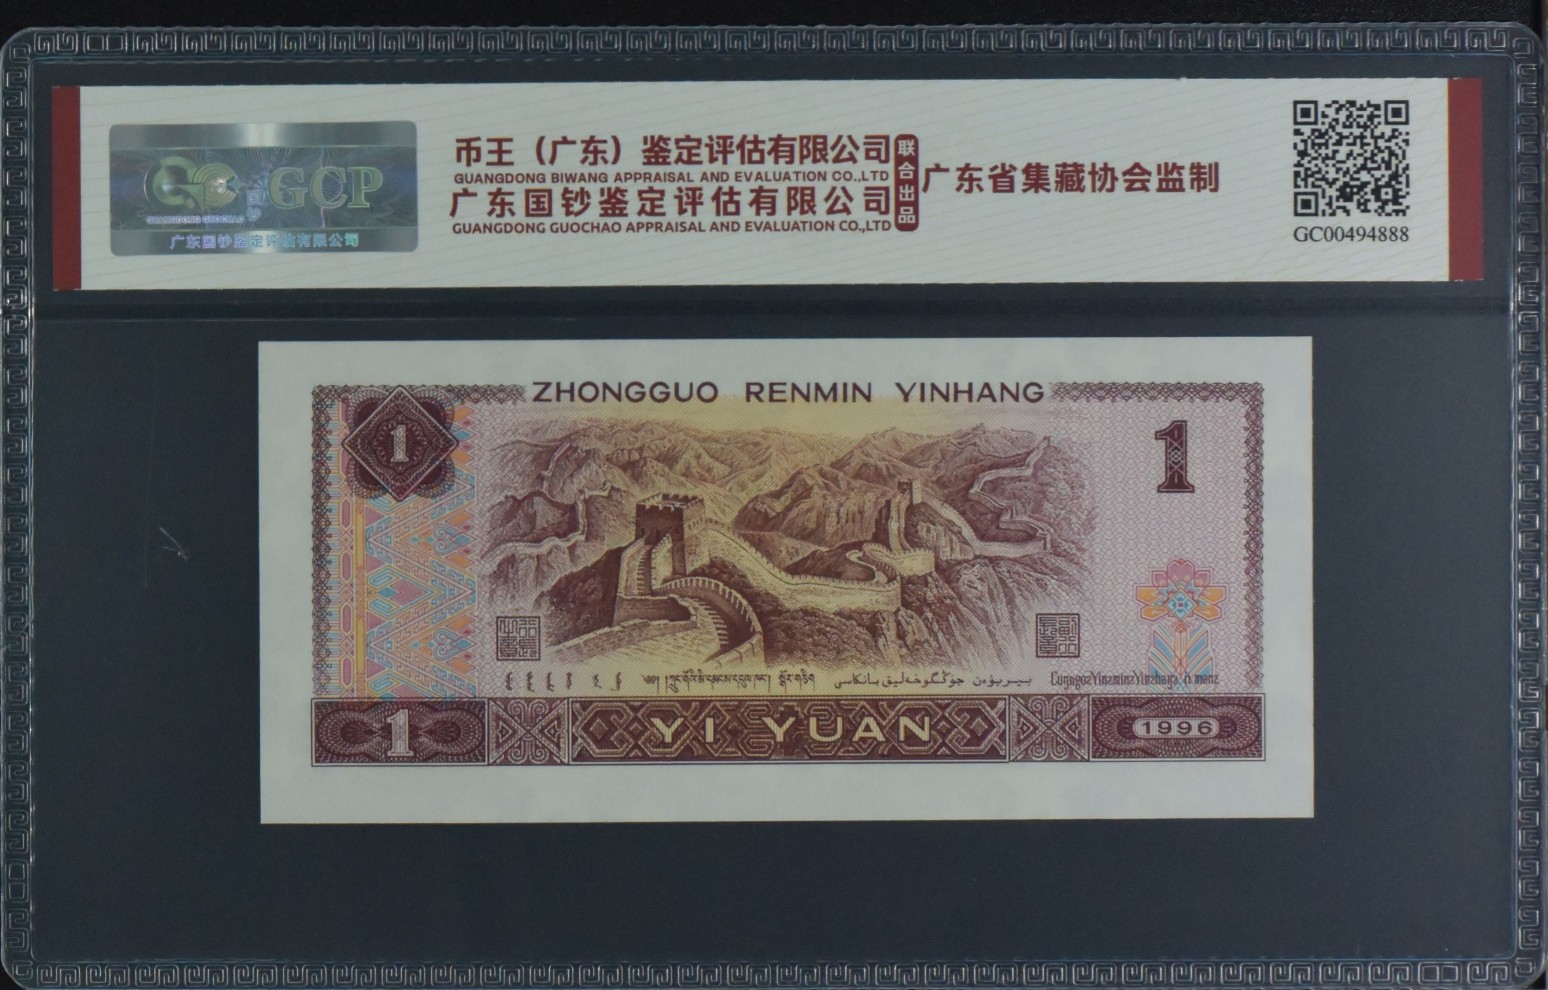 GCP
广东国钞鉴定评估有限公司
币王（广东）鉴定评估有限公司
GUANGDONG BIWANG APPRAISAL AND EVALUATION CO.,LTD
广东国钞鉴定评估有限公司
GUANGDONG GUOCHAO APPRAISAL AND EVALUATION CO.,LTD
联合出品
广东省集藏协会监制
GC00494888
ZHONGGUO RENMIN YINHANG
1
1
1
YI YUAN
1996